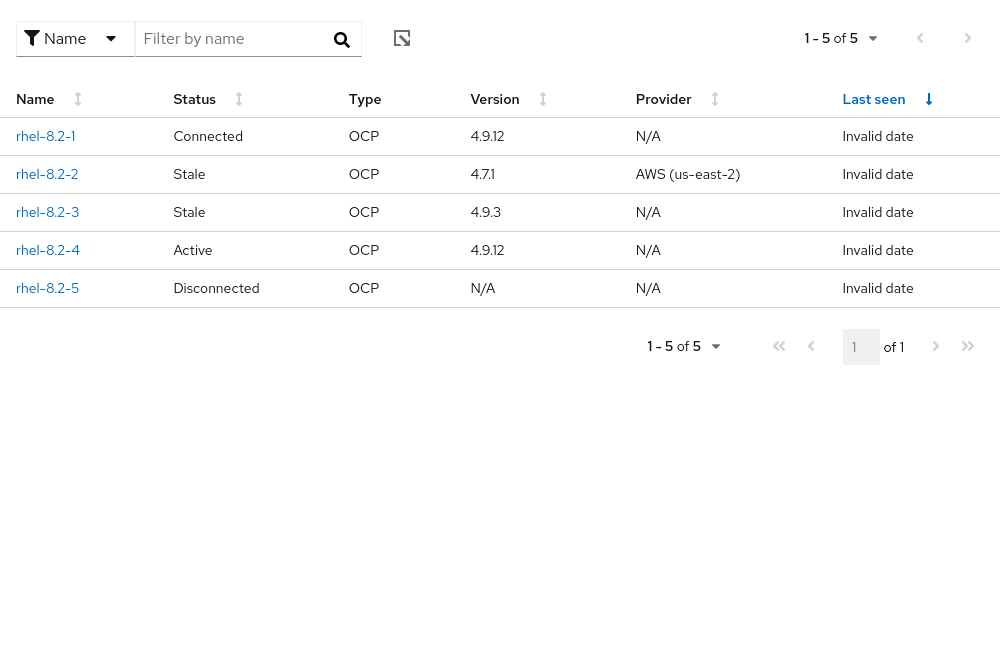 Name Filter by name 1 - 5 of 5
Name Status Type Version Provider Last seen
rhel-8.2-1 Connected OCP 4.9.12 N/A Invalid date
rhel-8.2-2 Stale OCP 4.7.1 AWS (us-east-2) Invalid date
rhel-8.2-3 Stale OCP 4.9.3 N/A Invalid date
rhel-8.2-4 Active OCP 4.9.12 N/A Invalid date
rhel-8.2-5 Disconnected OCP N/A N/A Invalid date
1 - 5 of 5 1 of 1